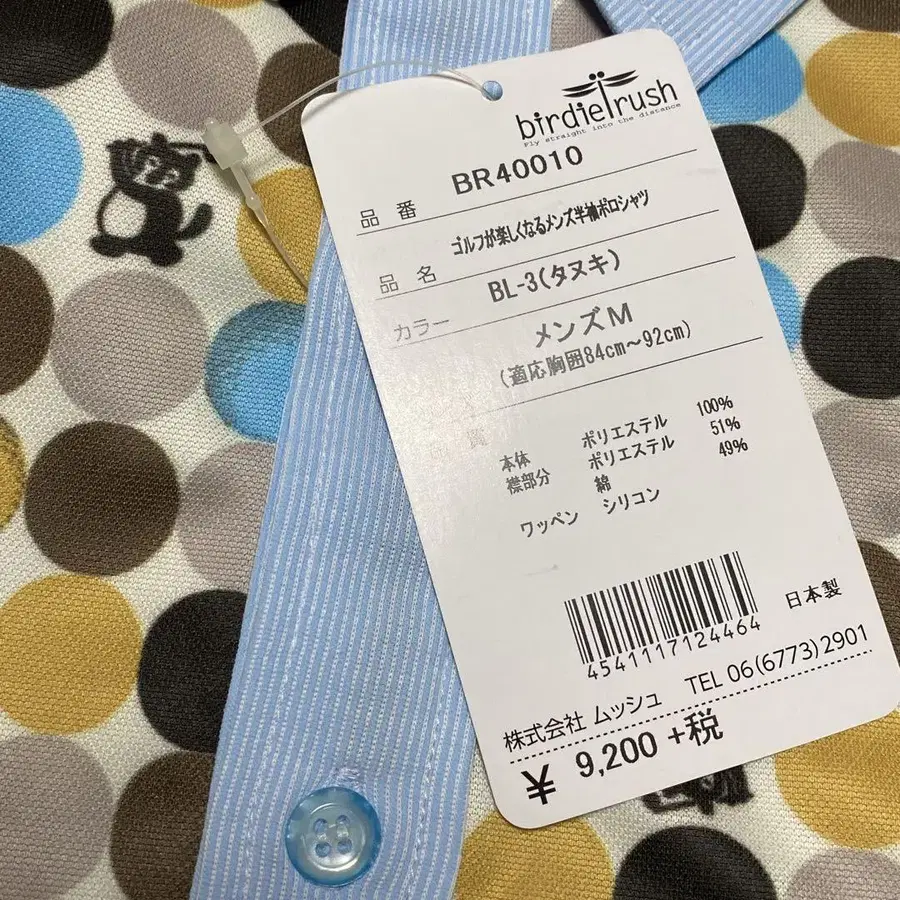 birdie rush
Fly straight into the distance
品番 BR40010
品名 ゴルフが楽しくなるメンズ半袖ポロシャツ
カラー BL-3(タヌキ)
メンズM
(適応胸囲84cm〜92cm)
質
本体 ポリエステル 100%
襟部分 ポリエステル 51%
綿 49%
ワッペン シリコン
日本製
4541117124464
株式会社 ムッシュ TEL 06(6773)2901
¥ 9,200 +税